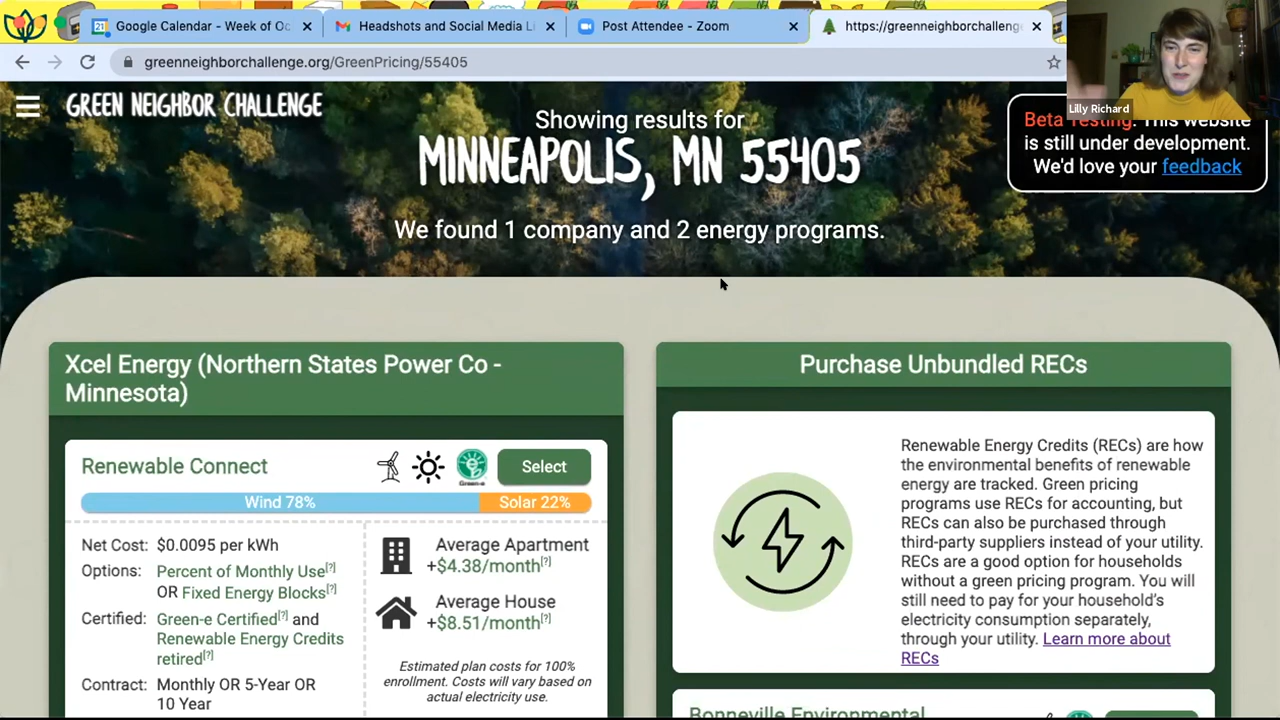 Google Calendar - Week of Oc
Headshots and Social Media Li
Post Attendee - Zoom
https://greenneighborchalleng
greenneighborchallenge.org/GreenPricing/55405
Lilly Richard
GREEN NEIGHBOR CHALLENGE
Showing results for
MINNEAPOLIS, MN 55405
We found 1 company and 2 energy programs.
Beta Testing: This website
is still under development.
We'd love your feedback
Xcel Energy (Northern States Power Co -
Minnesota)
Renewable Connect
Green-e
Select
Wind 78%
Solar 22%
Net Cost: $0.0095 per kWh
Options: Percent of Monthly Use[?]
OR Fixed Energy Blocks[?]
Certified: Green-e Certified[?] and
Renewable Energy Credits
retired[?]
Contract: Monthly OR 5-Year OR
10 Year
Average Apartment
+$4.38/month[?]
Average House
+$8.51/month[?]
Estimated plan costs for 100%
enrollment. Costs will vary based on
actual electricity use.
Purchase Unbundled RECs
Renewable Energy Credits (RECs) are how
the environmental benefits of renewable
energy are tracked. Green pricing
programs use RECs for accounting, but
RECs can also be purchased through
third-party suppliers instead of your utility.
RECs are a good option for households
without a green pricing program. You will
still need to pay for your household's
electricity consumption separately,
through your utility. Learn more about
RECs
Bonneville Environmental